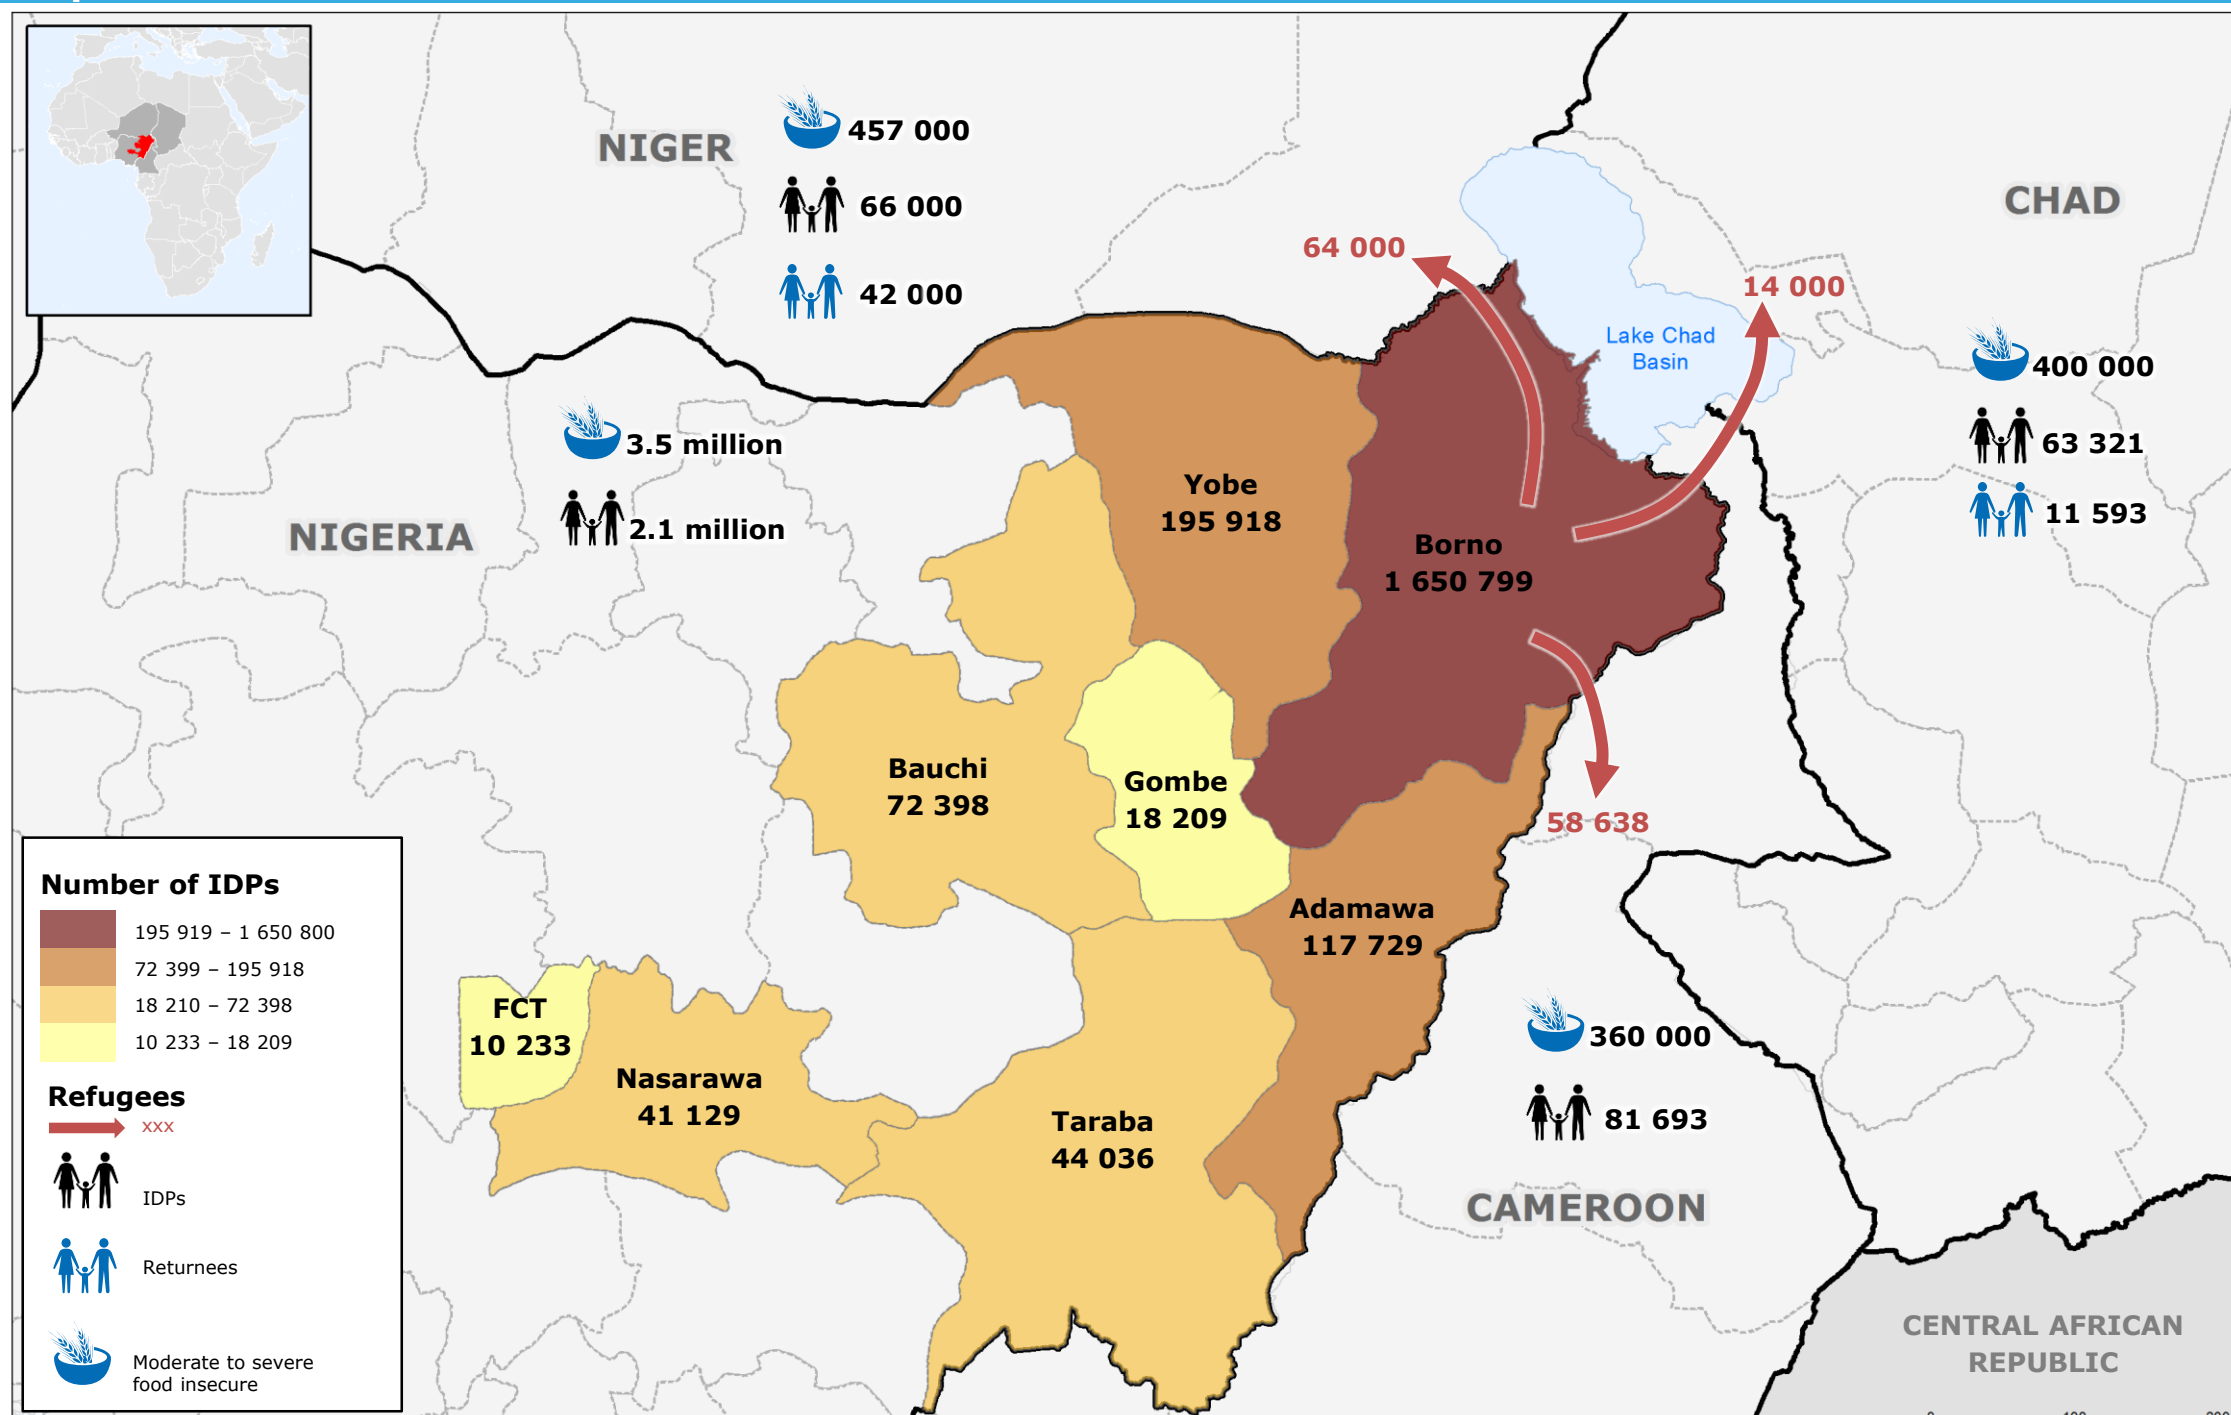 NIGER
457 000
66 000
42 000
CHAD
64 000
14 000
Lake Chad
Basin
400 000
63 321
11 593
NIGERIA
3.5 million
2.1 million
Yobe
195 918
Borno
1 650 799
Bauchi
72 398
Gombe
18 209
58 638
Adamawa
117 729
FCT
10 233
Nasarawa
41 129
Taraba
44 036
360 000
81 693
CAMEROON
CENTRAL AFRICAN
REPUBLIC
Number of IDPs
195 919 – 1 650 800
72 399 – 195 918
18 210 – 72 398
10 233 – 18 209
Refugees
xxx
IDPs
Returnees
Moderate to severe
food insecure